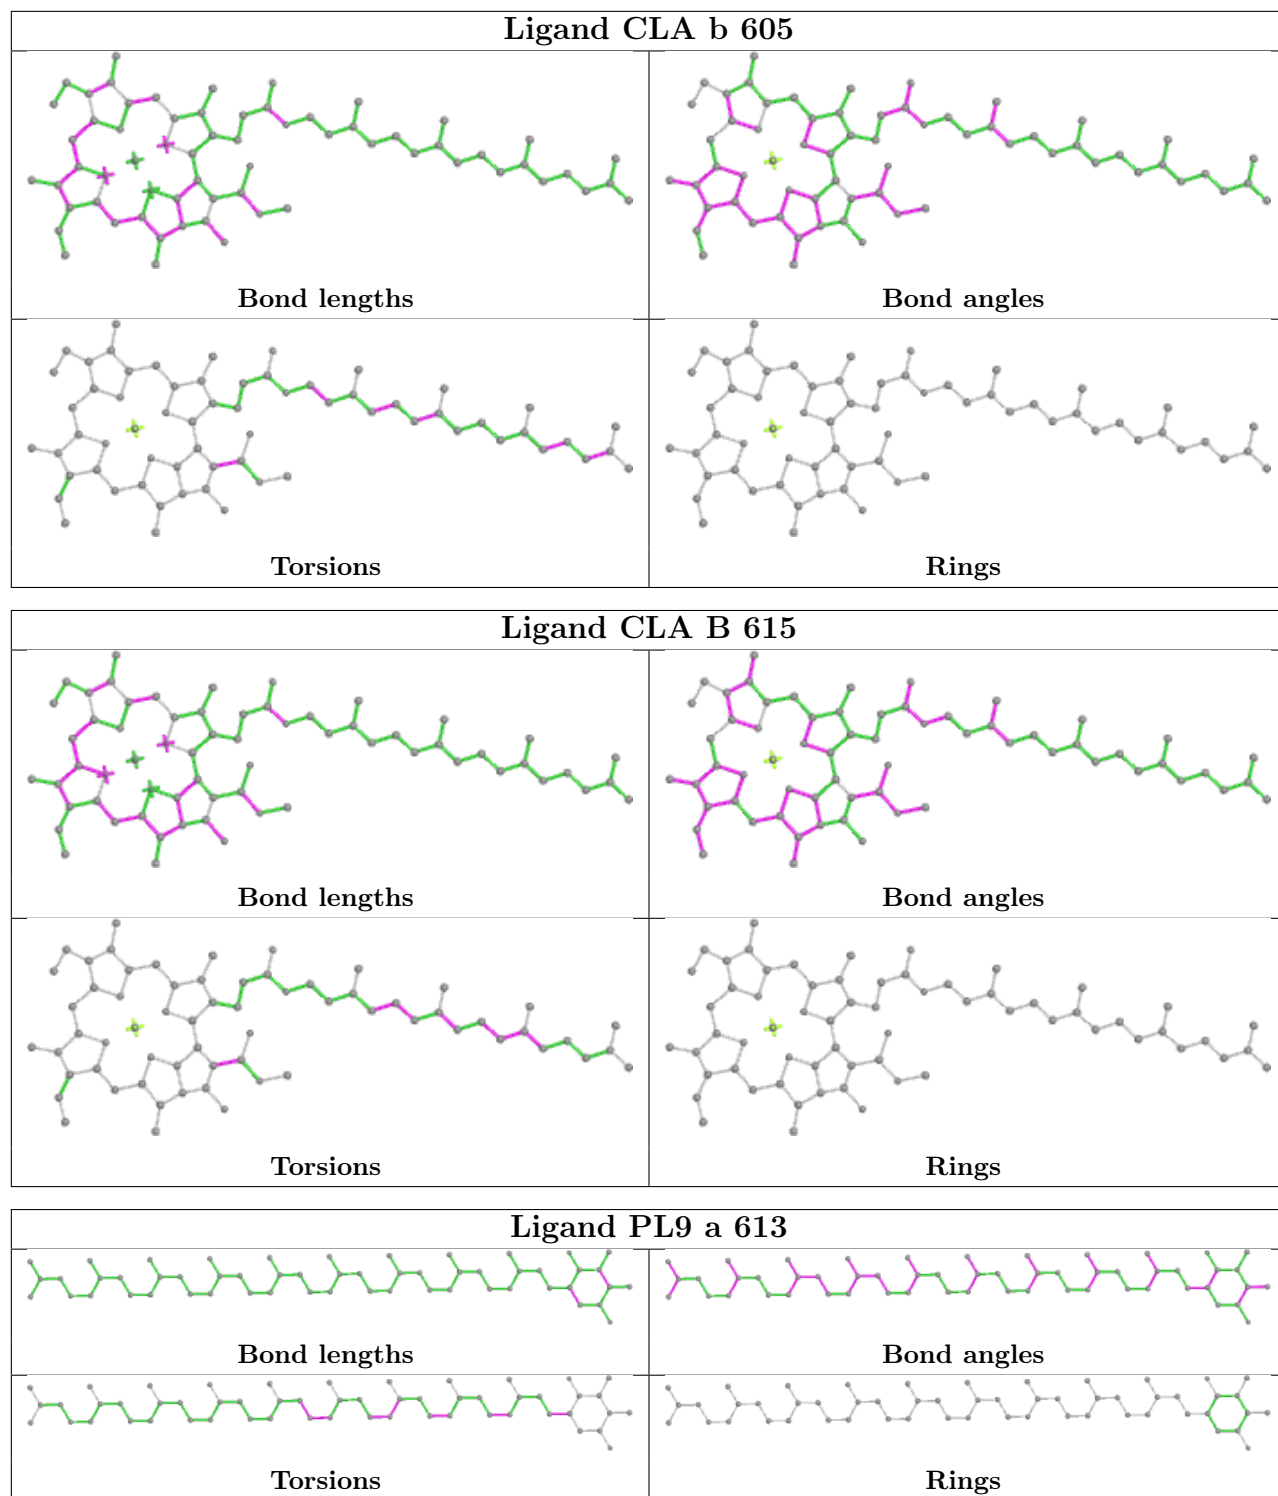 Ligand CLA b 605
Bond lengths
Bond angles
Torsions
Rings
Ligand CLA B 615
Bond lengths
Bond angles
Torsions
Rings
Ligand PL9 a 613
Bond lengths
Bond angles
Torsions
Rings